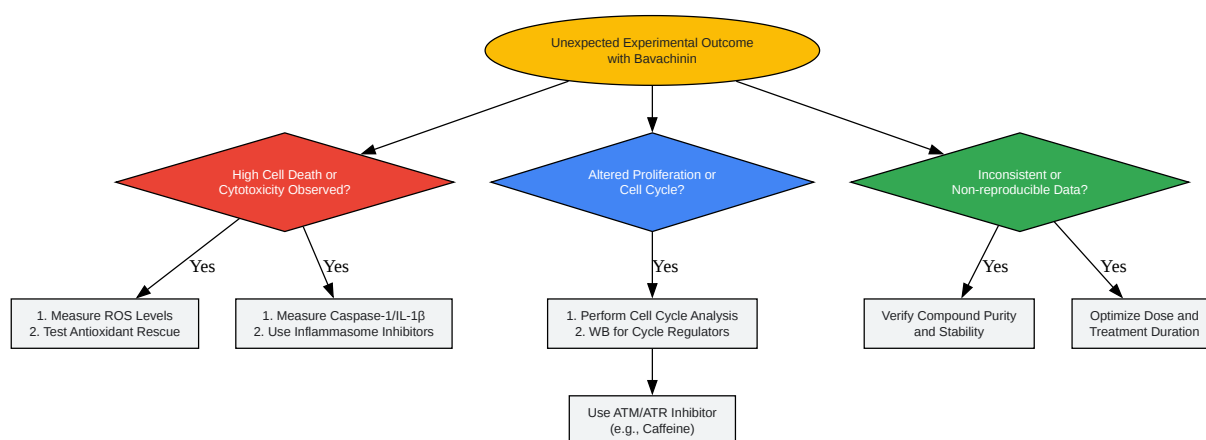 Unexpected Experimental Outcome
with Bavachinin
High Cell Death or
Cytotoxicity Observed?
Altered Proliferation or
Cell Cycle?
Inconsistent or
Non-reproducible Data?
Yes
Yes
Yes
Yes
Yes
1. Measure ROS Levels
2. Test Antioxidant Rescue
1. Measure Caspase-1/IL-1β
2. Use Inflammasome Inhibitors
1. Perform Cell Cycle Analysis
2. WB for Cycle Regulators
Verify Compound Purity
and Stability
Optimize Dose and
Treatment Duration
Use ATM/ATR Inhibitor
(e.g., Caffeine)